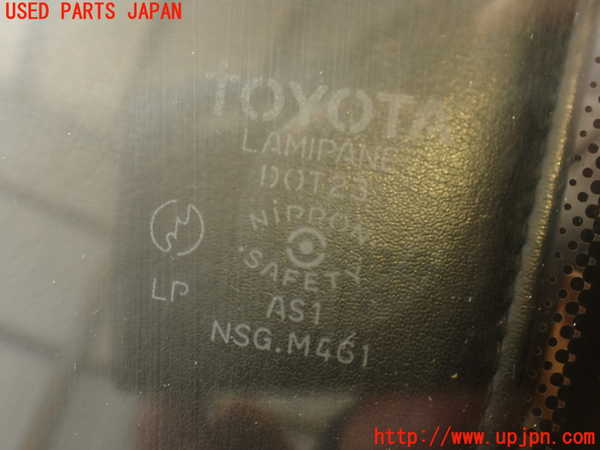 USED PARTS JAPAN
TOYOTA
LAMIPANE
DOT23
NIPPON
SAFETY
LP
AS1
NSG.M461
http://www.upjpn.com/